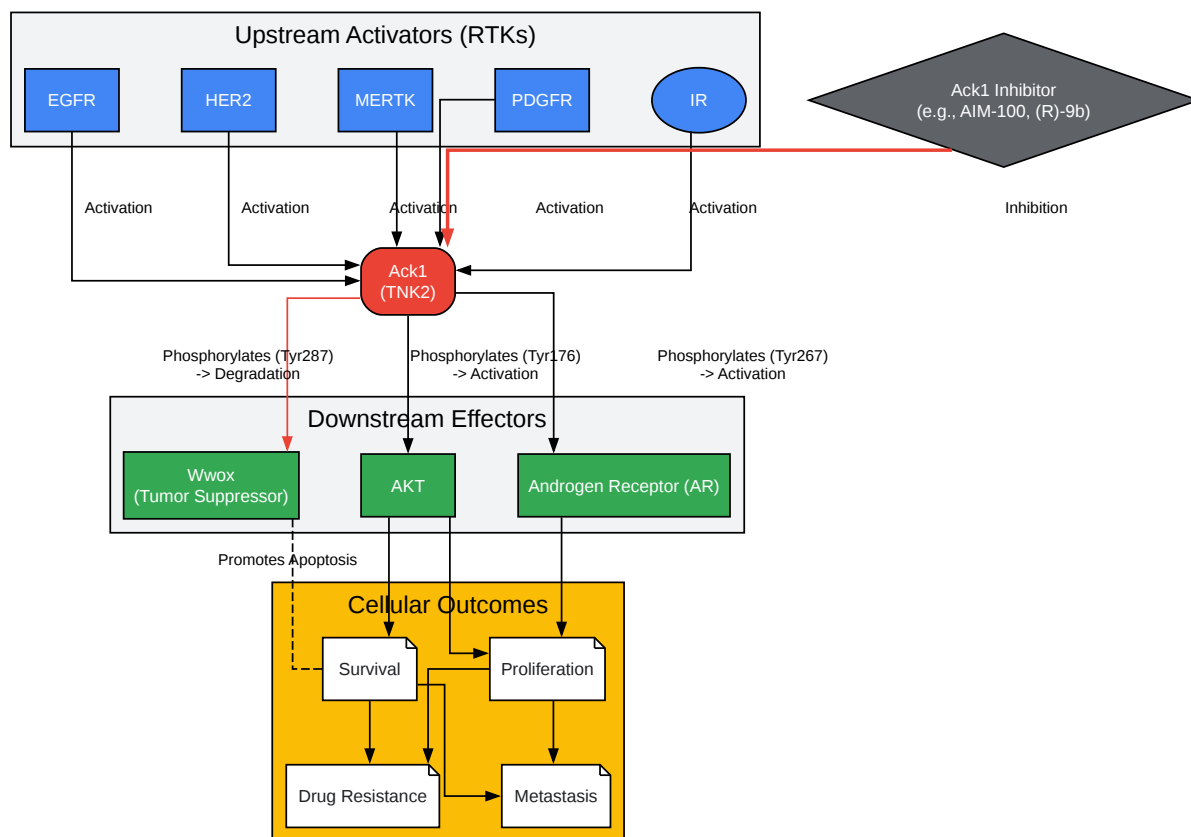 Upstream Activators (RTKs)
EGFR
HER2
MERTK
PDGFR
IR
Ack1 Inhibitor
(e.g., AIM-100, (R)-9b)
Activation
Activation
Activation
Activation
Activation
Inhibition
Ack1
(TNK2)
Phosphorylates (Tyr287)
-> Degradation
Phosphorylates (Tyr176)
-> Activation
Phosphorylates (Tyr267)
-> Activation
Downstream Effectors
Wwox
(Tumor Suppressor)
AKT
Androgen Receptor (AR)
Promotes Apoptosis
Cellular Outcomes
Survival
Proliferation
Drug Resistance
Metastasis